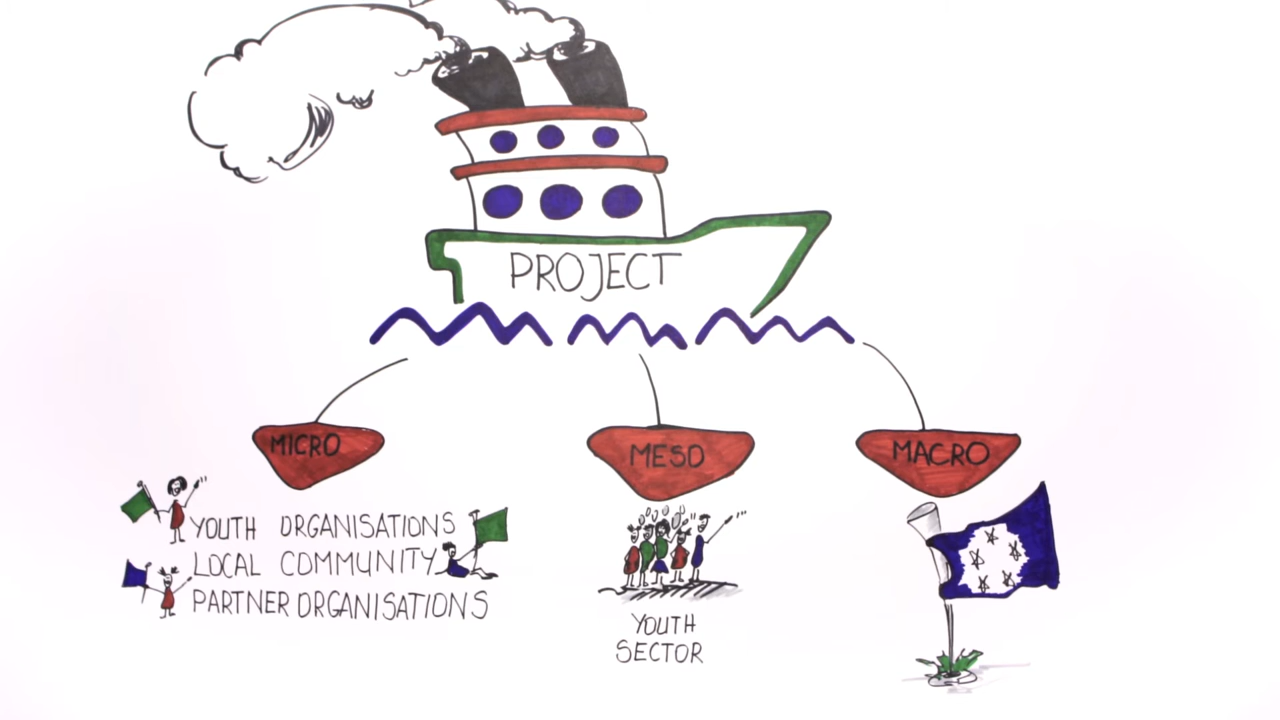 PROJECT
MICRO
MESO
MACRO
YOUTH ORGANISATIONS
LOCAL COMMUNITY
PARTNER ORGANISATIONS
YOUTH
SECTOR